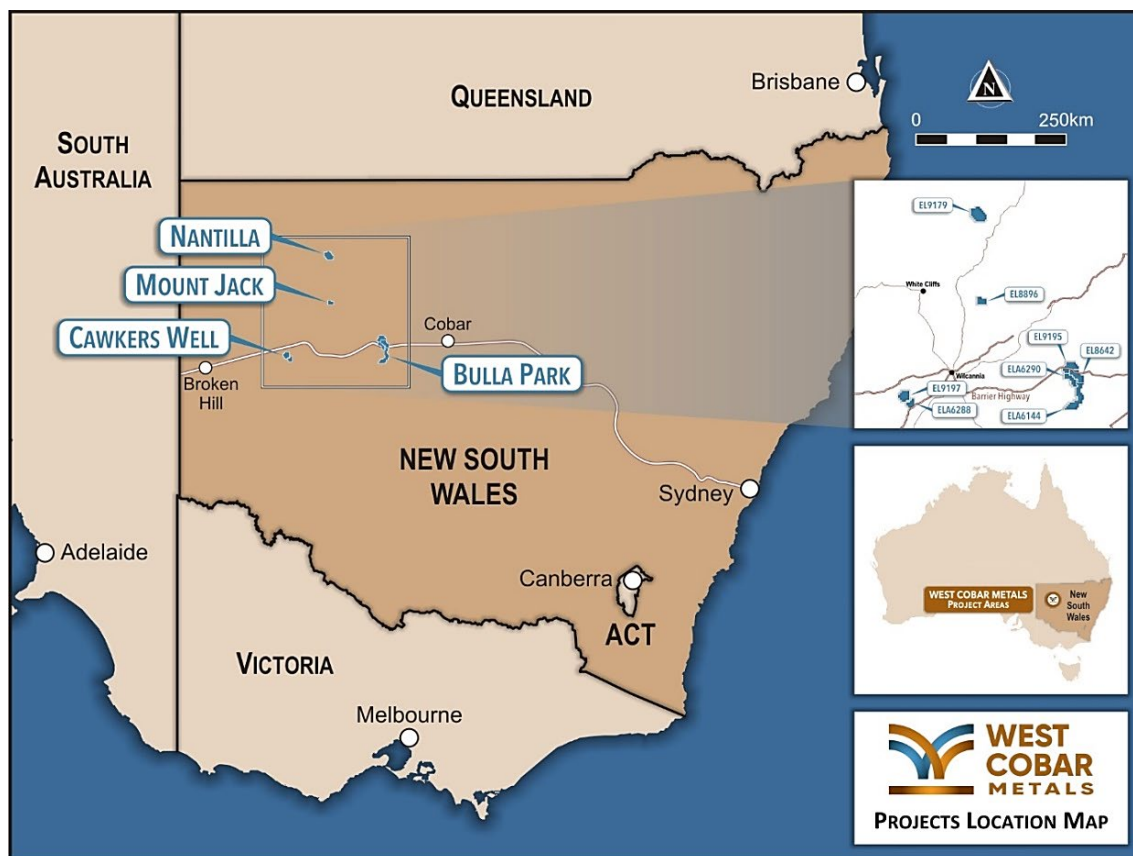 QUEENSLAND
Brisbane
N
0 250km
SOUTH
AUSTRALIA
NANTILLA
MOUNT JACK
CAWKERS WELL
Cobar
Broken
Hill
BULLA PARK
NEW SOUTH
WALES
Sydney
Adelaide
Canberra
ACT
VICTORIA
Melbourne
EL9179
White Cliffs
EL8896
EL9195
EL8642
ELA6290
Wilcannia
EL9197
Barrier Highway
ELA6288
ELA6144
WEST COBAR METALS
PROJECT AREAS
New
South
Wales
WEST
COBAR
METALS
PROJECTS LOCATION MAP